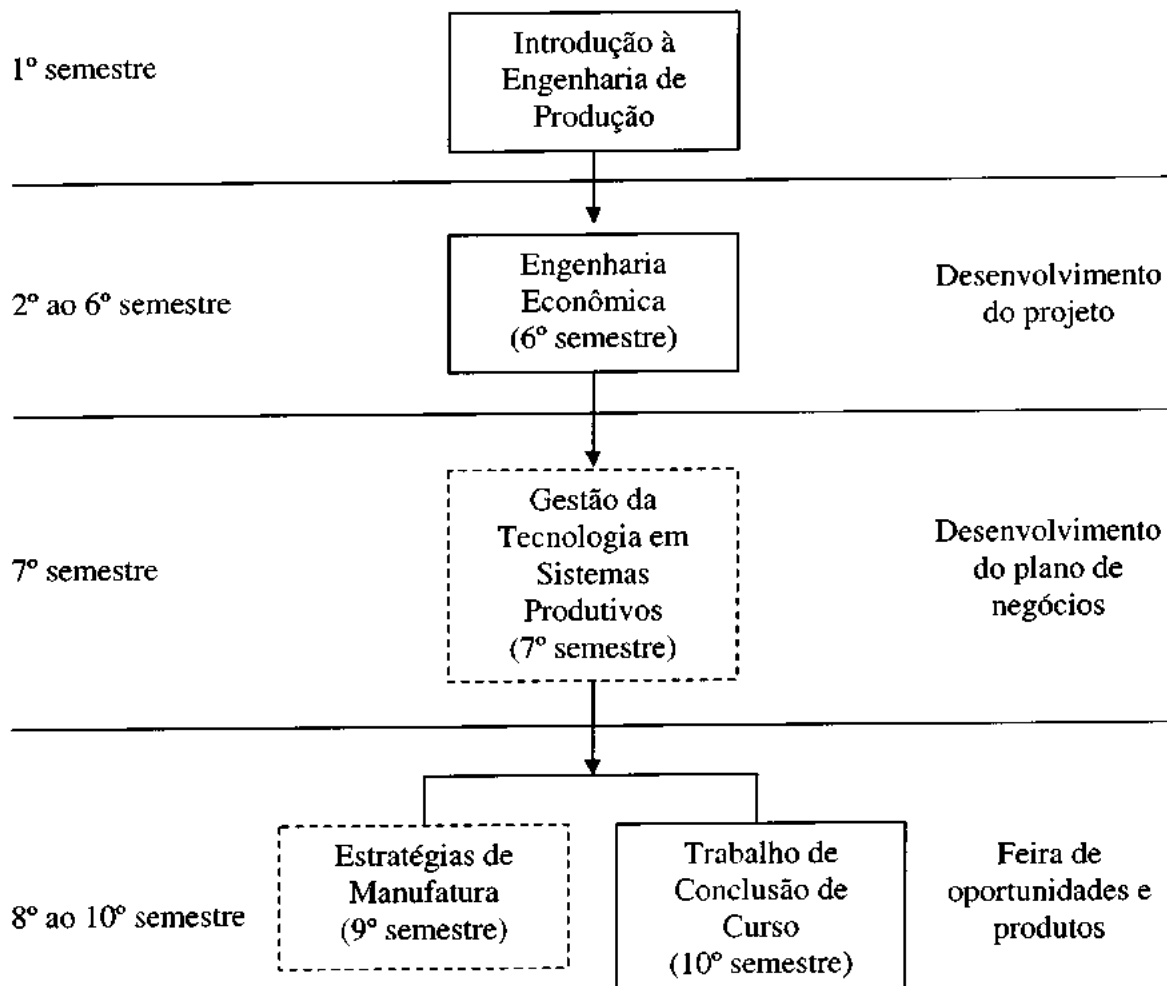 1º semestre
Introdução à
Engenharia de
Produção
2º ao 6º semestre
Engenharia
Econômica
(6º semestre)
Desenvolvimento
do projeto
7º semestre
Gestão da
Tecnologia em
Sistemas
Produtivos
(7º semestre)
Desenvolvimento
do plano de
negócios
8º ao 10º semestre
Estratégias de
Manufatura
(9º semestre)
Trabalho de
Conclusão de
Curso
(10º semestre)
Feira de
oportunidades e
produtos